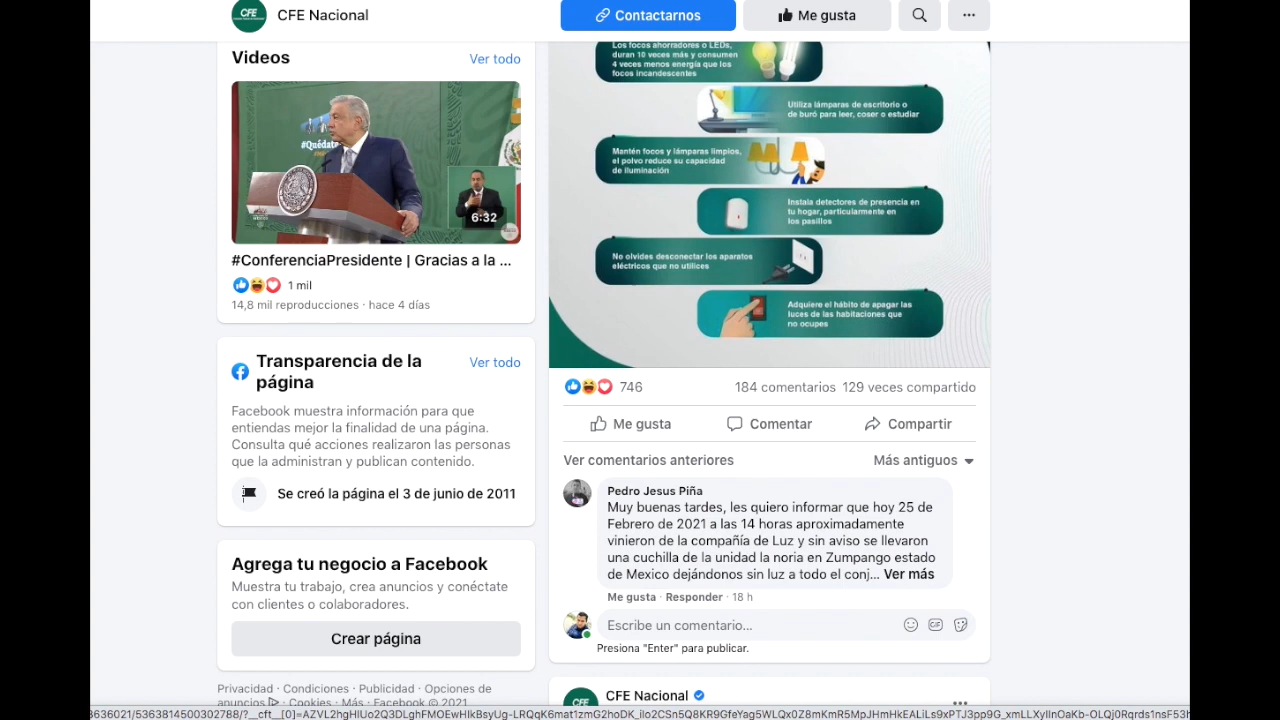 CFE
CFE Nacional
Contactarnos
Me gusta
Videos
Ver todo
#Quédat
6:32
#ConferenciaPresidente | Gracias a la ...
1 mil
14,8 mil reproducciones · hace 4 días
Transparencia de la
página
Ver todo
Facebook muestra información para que
entiendas mejor la finalidad de una página.
Consulta qué acciones realizaron las personas
que la administran y publican contenido.
Se creó la página el 3 de junio de 2011
Agrega tu negocio a Facebook
Muestra tu trabajo, crea anuncios y conéctate
con clientes o colaboradores.
Crear página
Privacidad · Condiciones · Publicidad · Opciones de
anuncios · Cookies · Más · Facebook © 2021
Los focos ahorradores o LEDs,
duran 10 veces más y consumen
4 veces menos energía que los
focos incandescentes
Utiliza lámparas de escritorio o
de buró para leer, coser o estudiar
Mantén focos y lámparas limpios,
el polvo reduce su capacidad
de iluminación
Instala detectores de presencia en
tu hogar, particularmente en
los pasillos
No olvides desconectar los aparatos
eléctricos que no utilices
Adquiere el hábito de apagar las
luces de las habitaciones que
no ocupes
746
184 comentarios 129 veces compartido
Me gusta
Comentar
Compartir
Ver comentarios anteriores
Más antiguos
Pedro Jesus Piña
Muy buenas tardes, les quiero informar que hoy 25 de
Febrero de 2021 a las 14 horas aproximadamente
vinieron de la compañía de Luz y sin aviso se llevaron
una cuchilla de la unidad la noria en Zumpango estado
de Mexico dejándonos sin luz a todo el conj... Ver más
Me gusta · Responder · 18 h
Escribe un comentario...
GIF
Presiona "Enter" para publicar.
CFE
CFE Nacional